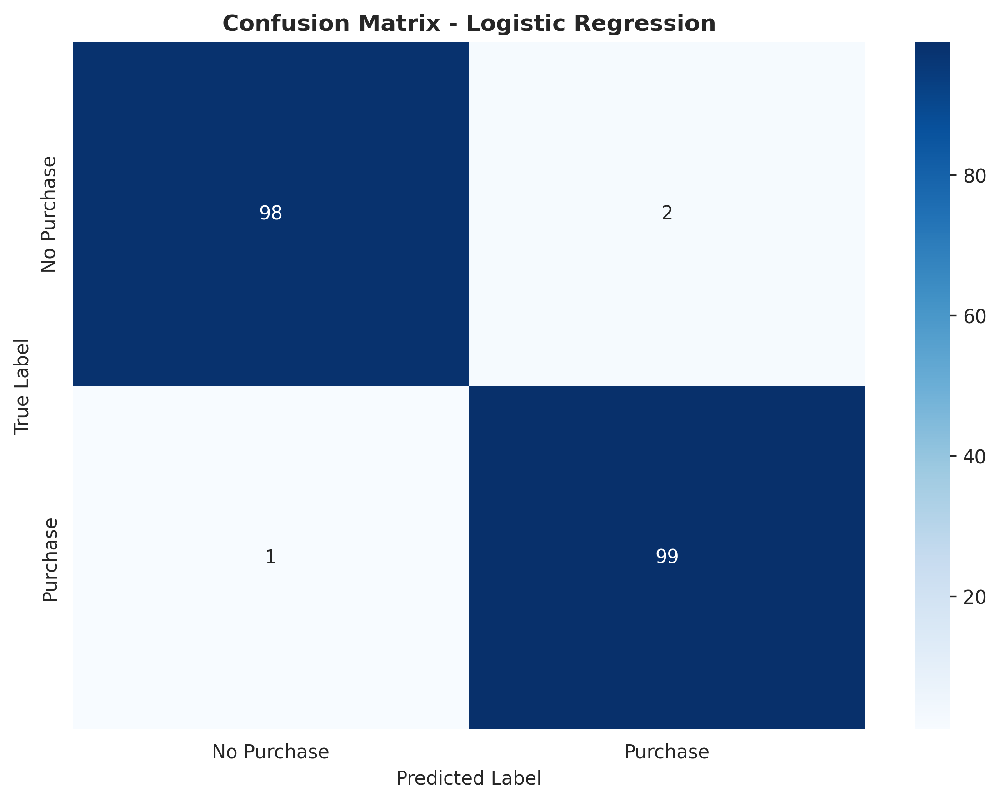 Confusion Matrix - Logistic Regression
True Label
No Purchase
98
2
Purchase
1
99
No Purchase
Purchase
Predicted Label
80
60
40
20